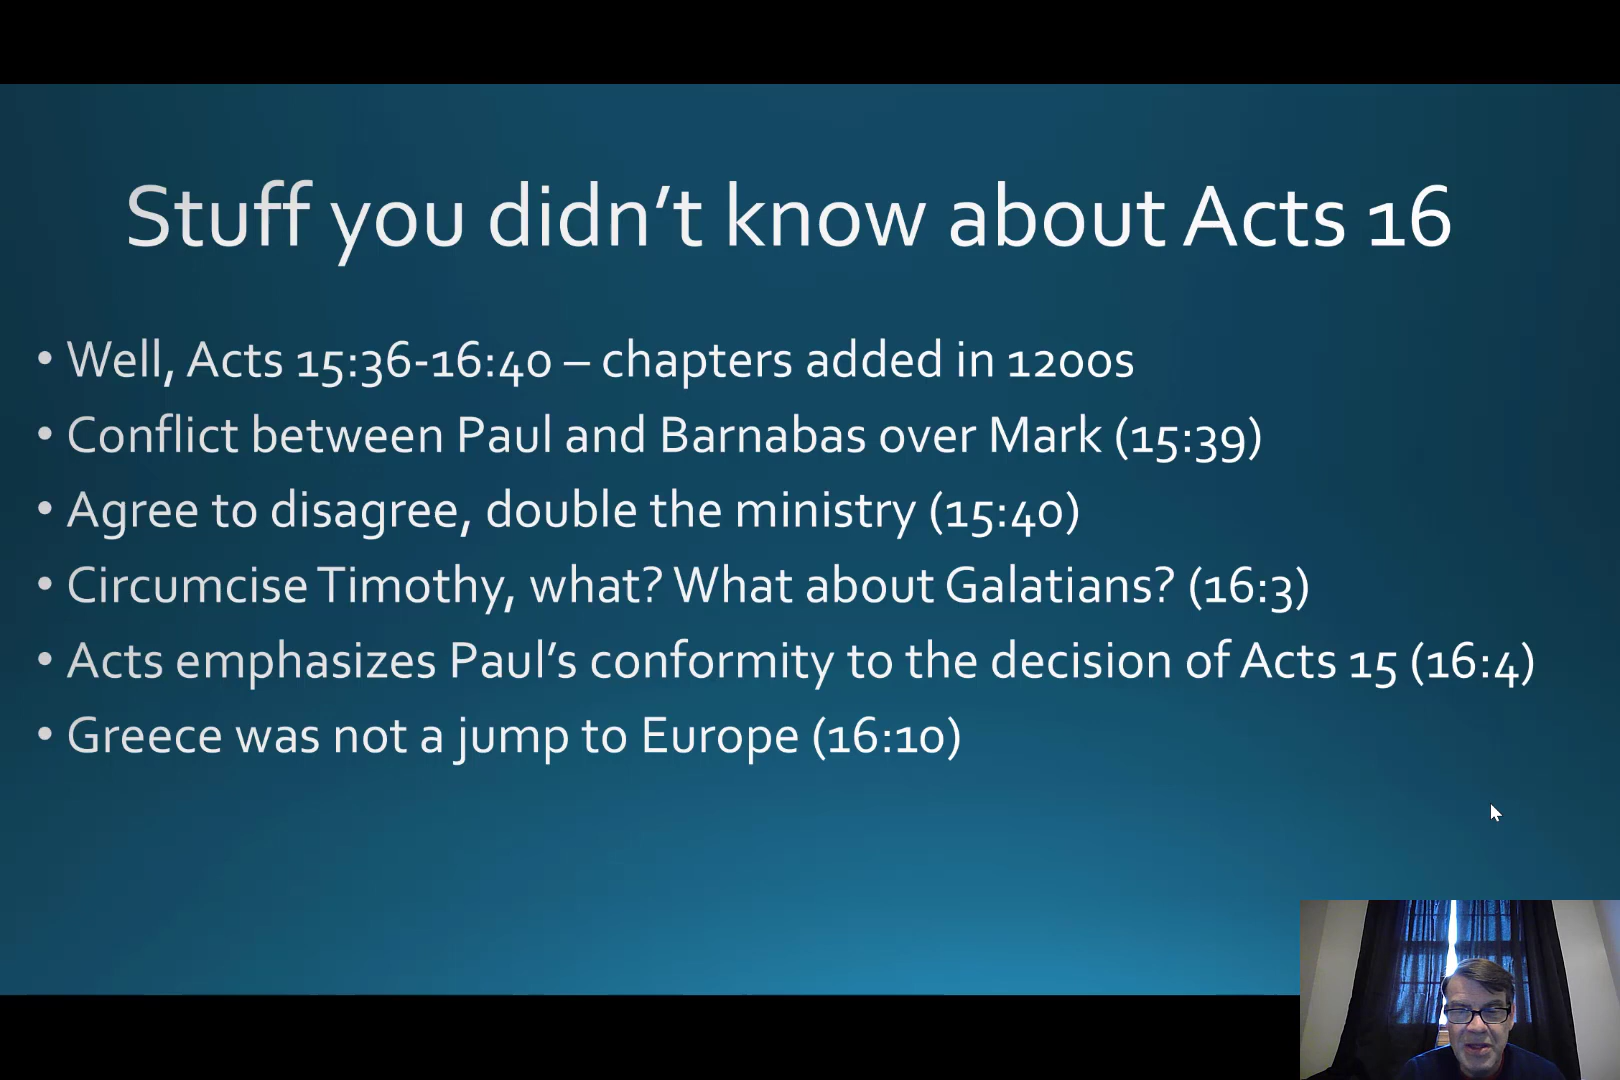 Stuff you didn’t know about Acts 16
• Well, Acts 15:36-16:40 – chapters added in 1200s
• Conflict between Paul and Barnabas over Mark (15:39)
• Agree to disagree, double the ministry (15:40)
• Circumcise Timothy, what? What about Galatians? (16:3)
• Acts emphasizes Paul’s conformity to the decision of Acts 15 (16:4)
• Greece was not a jump to Europe (16:10)